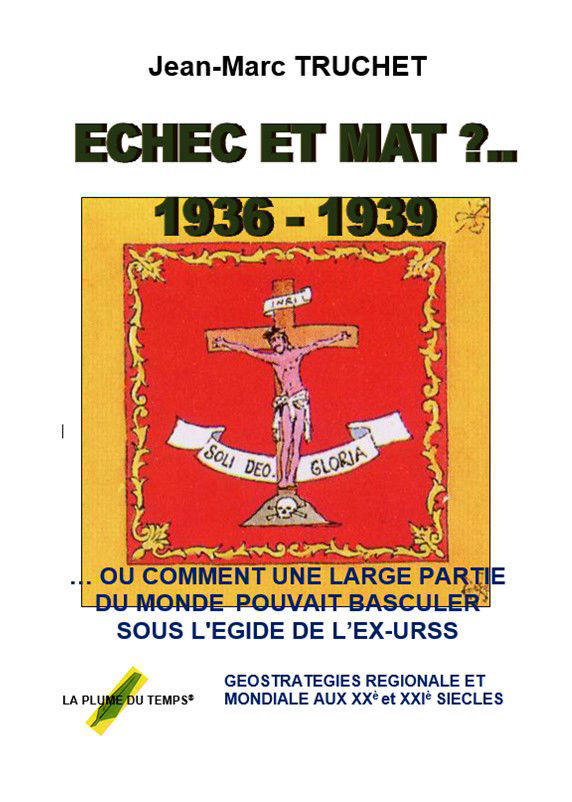 Jean-Marc TRUCHET
ECHEC ET MAT ?...
1936 - 1939
INRI
SOLI DEO. GLORIA
... OU COMMENT UNE LARGE PARTIE
DU MONDE POUVAIT BASCULER
SOUS L'EGIDE DE L’EX-URSS
LA PLUME DU TEMPS®
GEOSTRATEGIES REGIONALE ET
MONDIALE AUX XXè et XXIè SIECLES